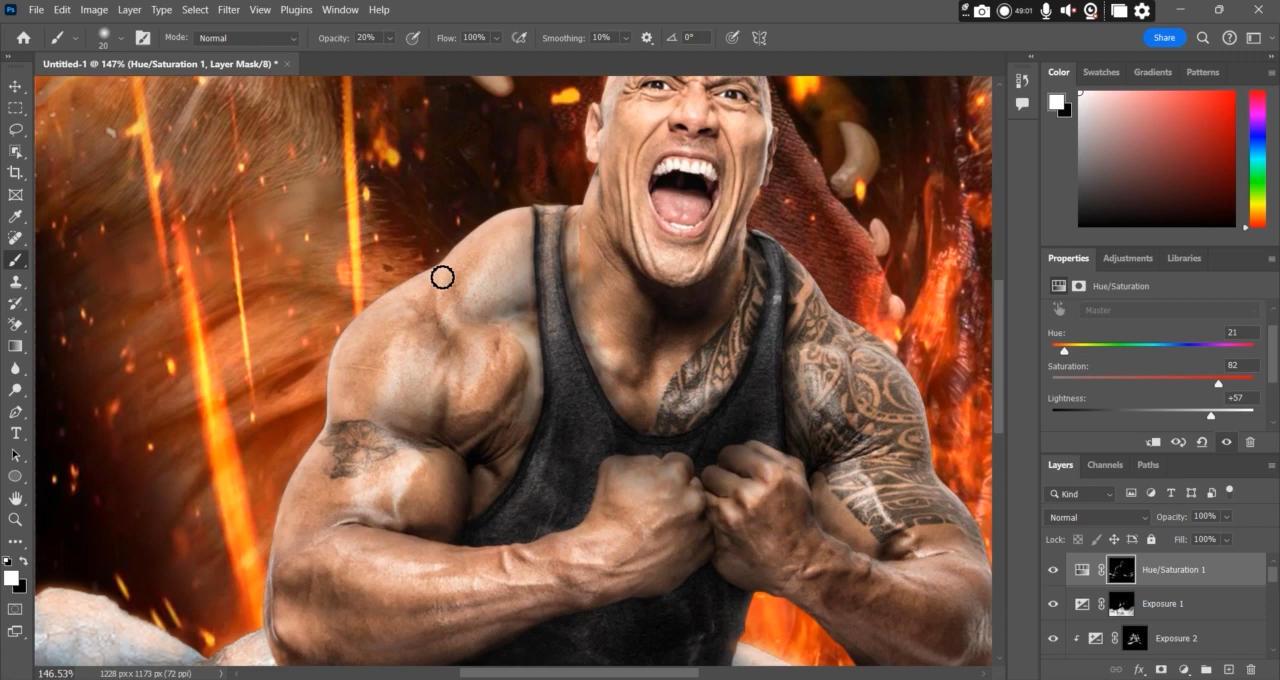 Ps File Edit Image Layer Type Select Filter View Plugins Window Help 49:01
20 Mode: Normal Opacity: 20% Flow: 100% Smoothing: 10% 0° Share
Untitled-1 @ 147% (Hue/Saturation 1, Layer Mask/8) * ×
Color Swatches Gradients Patterns
Properties Adjustments Libraries
Hue/Saturation
Master
Hue: 21
Saturation: 82
Lightness: +57
Layers Channels Paths
Kind
Normal Opacity: 100%
Lock: Fill: 100%
Hue/Saturation 1
Exposure 1
Exposure 2
146.53% 1228 px x 1173 px (72 ppi)
fx